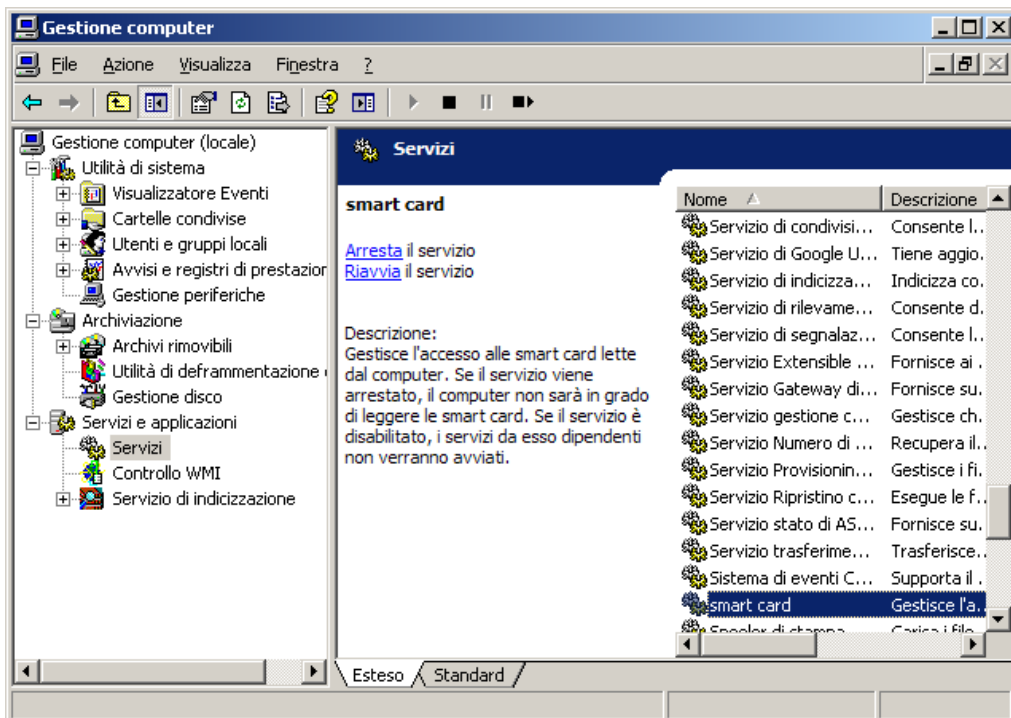 Gestione computer
File Azione Visualizza Finestra ?
Gestione computer (locale)
Utilità di sistema
Visualizzatore Eventi
Cartelle condivise
Utenti e gruppi locali
Avvisi e registri di prestazior
Gestione periferiche
Archiviazione
Archivi rimovibili
Utilità di deframmentazione
Gestione disco
Servizi e applicazioni
Servizi
Controllo WMI
Servizio di indicizzazione
Servizi
smart card
Arresta il servizio
Riavvia il servizio
Descrizione:
Gestisce l'accesso alle smart card lette
dal computer. Se il servizio viene
arrestato, il computer non sarà in grado
di leggere le smart card. Se il servizio è
disabilitato, i servizi da esso dipendenti
non verranno avviati.
Nome Descrizione
Servizio di condivisi... Consente l..
Servizio di Google U... Tiene aggio.
Servizio di indicizza... Indicizza co.
Servizio di rilevame... Consente d.
Servizio di segnalaz... Consente l..
Servizio Extensible ... Fornisce ai .
Servizio Gateway di... Fornisce su.
Servizio gestione c... Gestisce ch.
Servizio Numero di ... Recupera il.
Servizio Provisionin... Gestisce i fi.
Servizio Ripristino c... Esegue le f..
Servizio stato di AS... Fornisce su.
Servizio trasferime... Trasferisce..
Sistema di eventi C... Supporta il .
smart card Gestisce l'a..
Spooler di stampa Carica i file
Esteso Standard